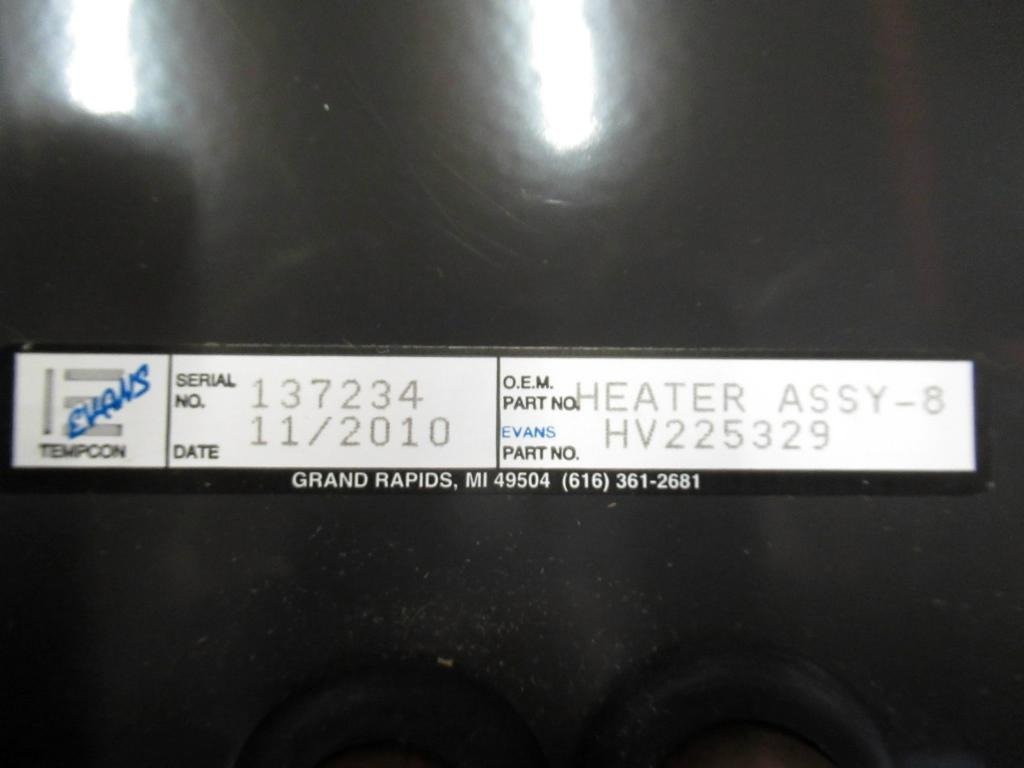 EVANS
TEMPCON
SERIAL NO. 137234
DATE 11/2010
O.E.M. PART NO. HEATER ASSY-8
EVANS PART NO. HV225329
GRAND RAPIDS, MI 49504 (616) 361-2681